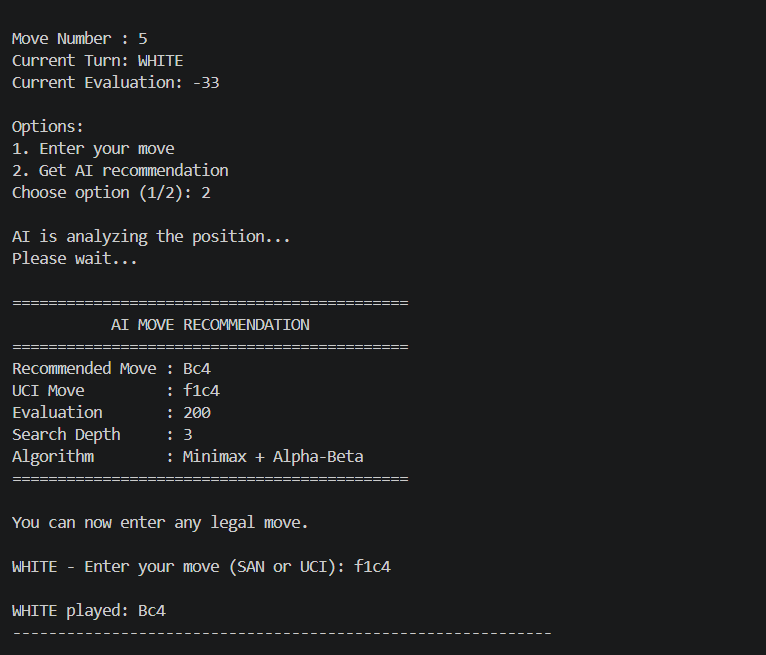 Move Number : 5
Current Turn: WHITE
Current Evaluation: -33
Options:
1. Enter your move
2. Get AI recommendation
Choose option (1/2): 2
AI is analyzing the position...
Please wait...
============================================
AI MOVE RECOMMENDATION
============================================
Recommended Move : Bc4
UCI Move         : f1c4
Evaluation       : 200
Search Depth     : 3
Algorithm        : Minimax + Alpha-Beta
============================================
You can now enter any legal move.
WHITE - Enter your move (SAN or UCI): f1c4
WHITE played: Bc4
------------------------------------------------------------